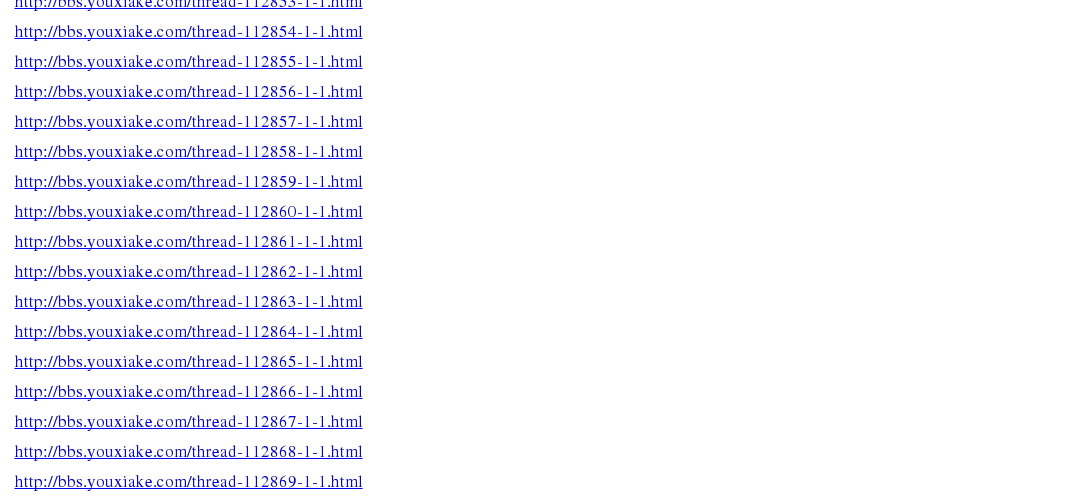 http://bbs.youxiake.com/thread-112853-1-1.html
http://bbs.youxiake.com/thread-112854-1-1.html
http://bbs.youxiake.com/thread-112855-1-1.html
http://bbs.youxiake.com/thread-112856-1-1.html
http://bbs.youxiake.com/thread-112857-1-1.html
http://bbs.youxiake.com/thread-112858-1-1.html
http://bbs.youxiake.com/thread-112859-1-1.html
http://bbs.youxiake.com/thread-112860-1-1.html
http://bbs.youxiake.com/thread-112861-1-1.html
http://bbs.youxiake.com/thread-112862-1-1.html
http://bbs.youxiake.com/thread-112863-1-1.html
http://bbs.youxiake.com/thread-112864-1-1.html
http://bbs.youxiake.com/thread-112865-1-1.html
http://bbs.youxiake.com/thread-112866-1-1.html
http://bbs.youxiake.com/thread-112867-1-1.html
http://bbs.youxiake.com/thread-112868-1-1.html
http://bbs.youxiake.com/thread-112869-1-1.html